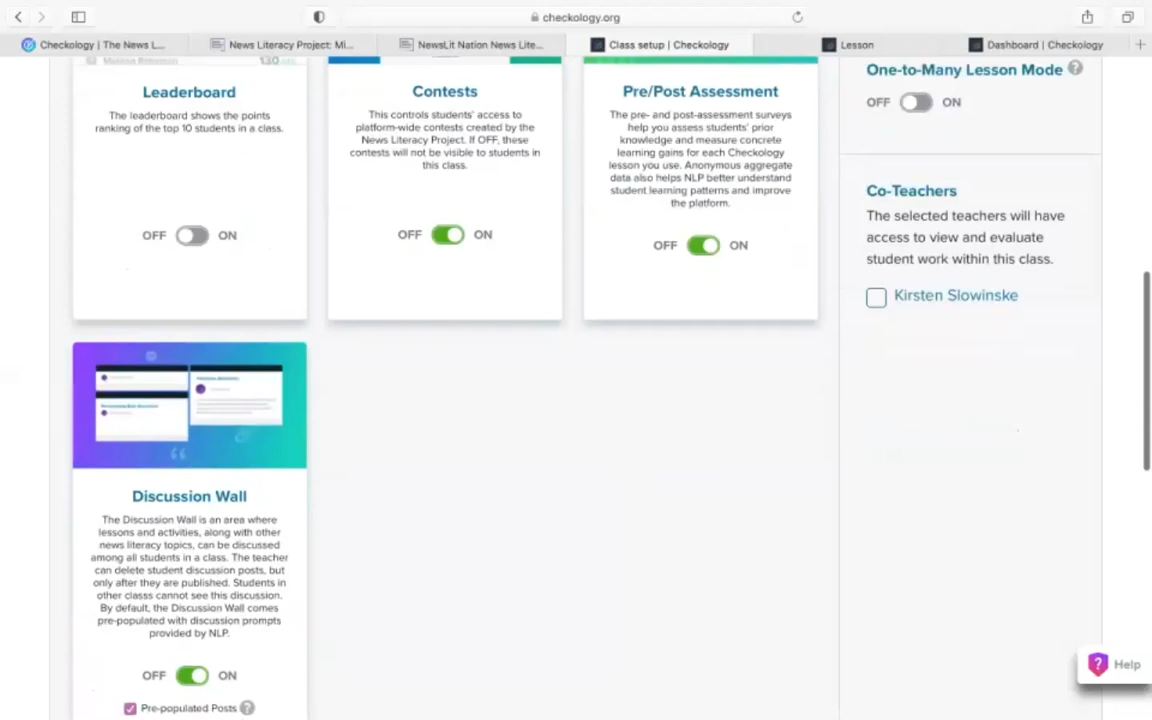 checkology.org
Checkology | The News L...
News Literacy Project: Mi...
NewsLit Nation News Lite...
Class setup | Checkology
Lesson
Dashboard | Checkology
130
Leaderboard
The leaderboard shows the points
ranking of the top 10 students in a class.
OFF ON
Contests
This controls students' access to
platform-wide contests created by the
News Literacy Project. If OFF, these
contests will not be visible to students in
this class.
OFF ON
Pre/Post Assessment
The pre- and post-assessment surveys
help you assess students' prior
knowledge and measure concrete
learning gains for each Checkology
lesson you use. Anonymous aggregate
data also helps NLP better understand
student learning patterns and improve
the platform.
OFF ON
One-to-Many Lesson Mode ?
OFF ON
Co-Teachers
The selected teachers will have
access to view and evaluate
student work within this class.
Kirsten Slowinske
Discussion Wall
The Discussion Wall is an area where
lessons and activities, along with other
news literacy topics, can be discussed
among all students in a class. The teacher
can delete student discussion posts, but
only after they are published. Students in
other classs cannot see this discussion.
By default, the Discussion Wall comes
pre-populated with discussion prompts
provided by NLP.
OFF ON
Pre-populated Posts ?
? Help